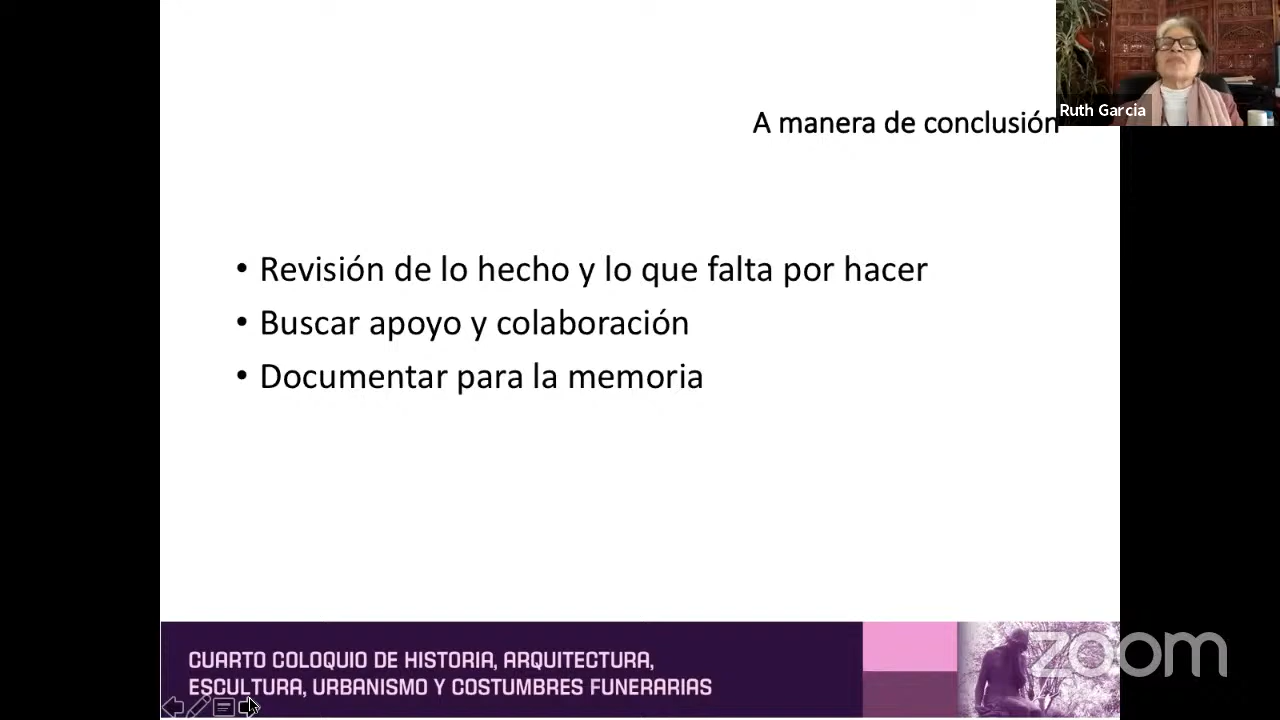 A manera de conclusión
Ruth Garcia
• Revisión de lo hecho y lo que falta por hacer
• Buscar apoyo y colaboración
• Documentar para la memoria
CUARTO COLOQUIO DE HISTORIA, ARQUITECTURA,
ESCULTURA, URBANISMO Y COSTUMBRES FUNERARIAS
zoom